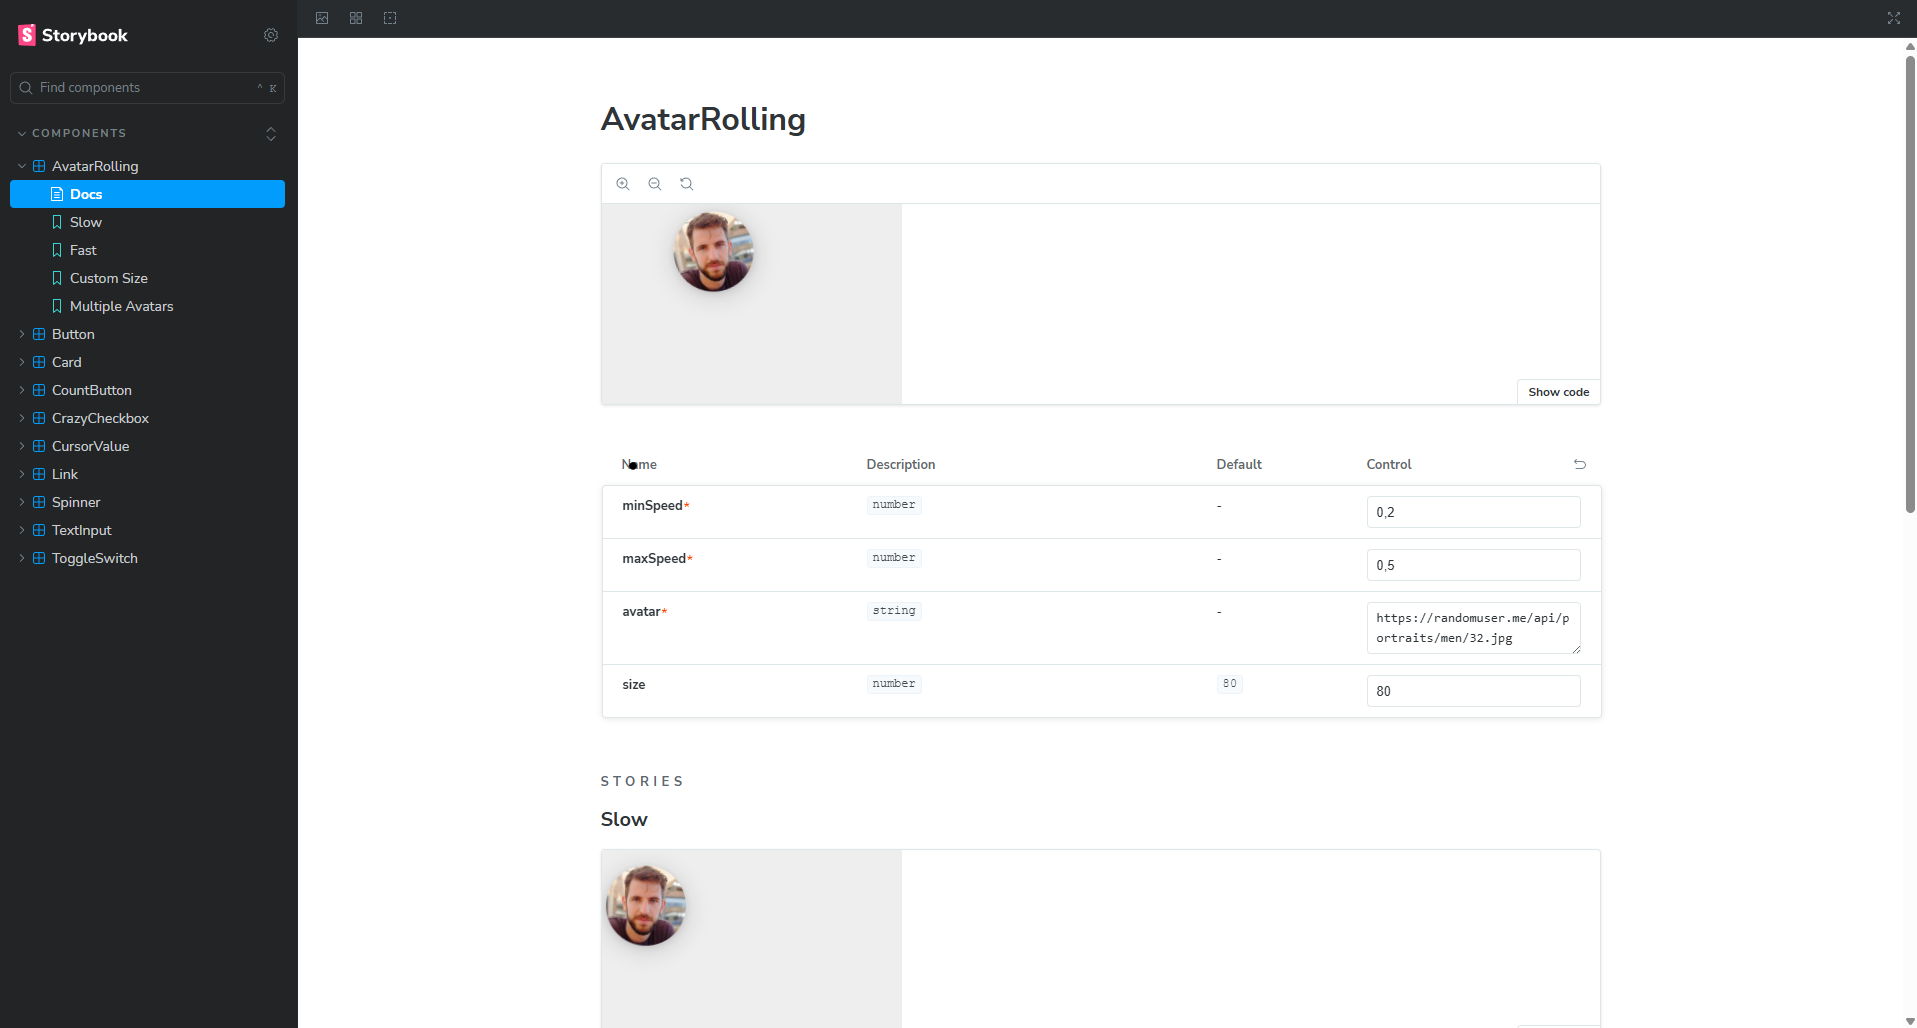 Storybook
Find components
^ K
COMPONENTS
AvatarRolling
Docs
Slow
Fast
Custom Size
Multiple Avatars
Button
Card
CountButton
CrazyCheckbox
CursorValue
Link
Spinner
TextInput
ToggleSwitch
AvatarRolling
Show code
Name Description Default Control
minSpeed* number - 0,2
maxSpeed* number - 0,5
avatar* string - https://randomuser.me/api/p
ortraits/men/32.jpg
size number 80 80
STORIES
Slow